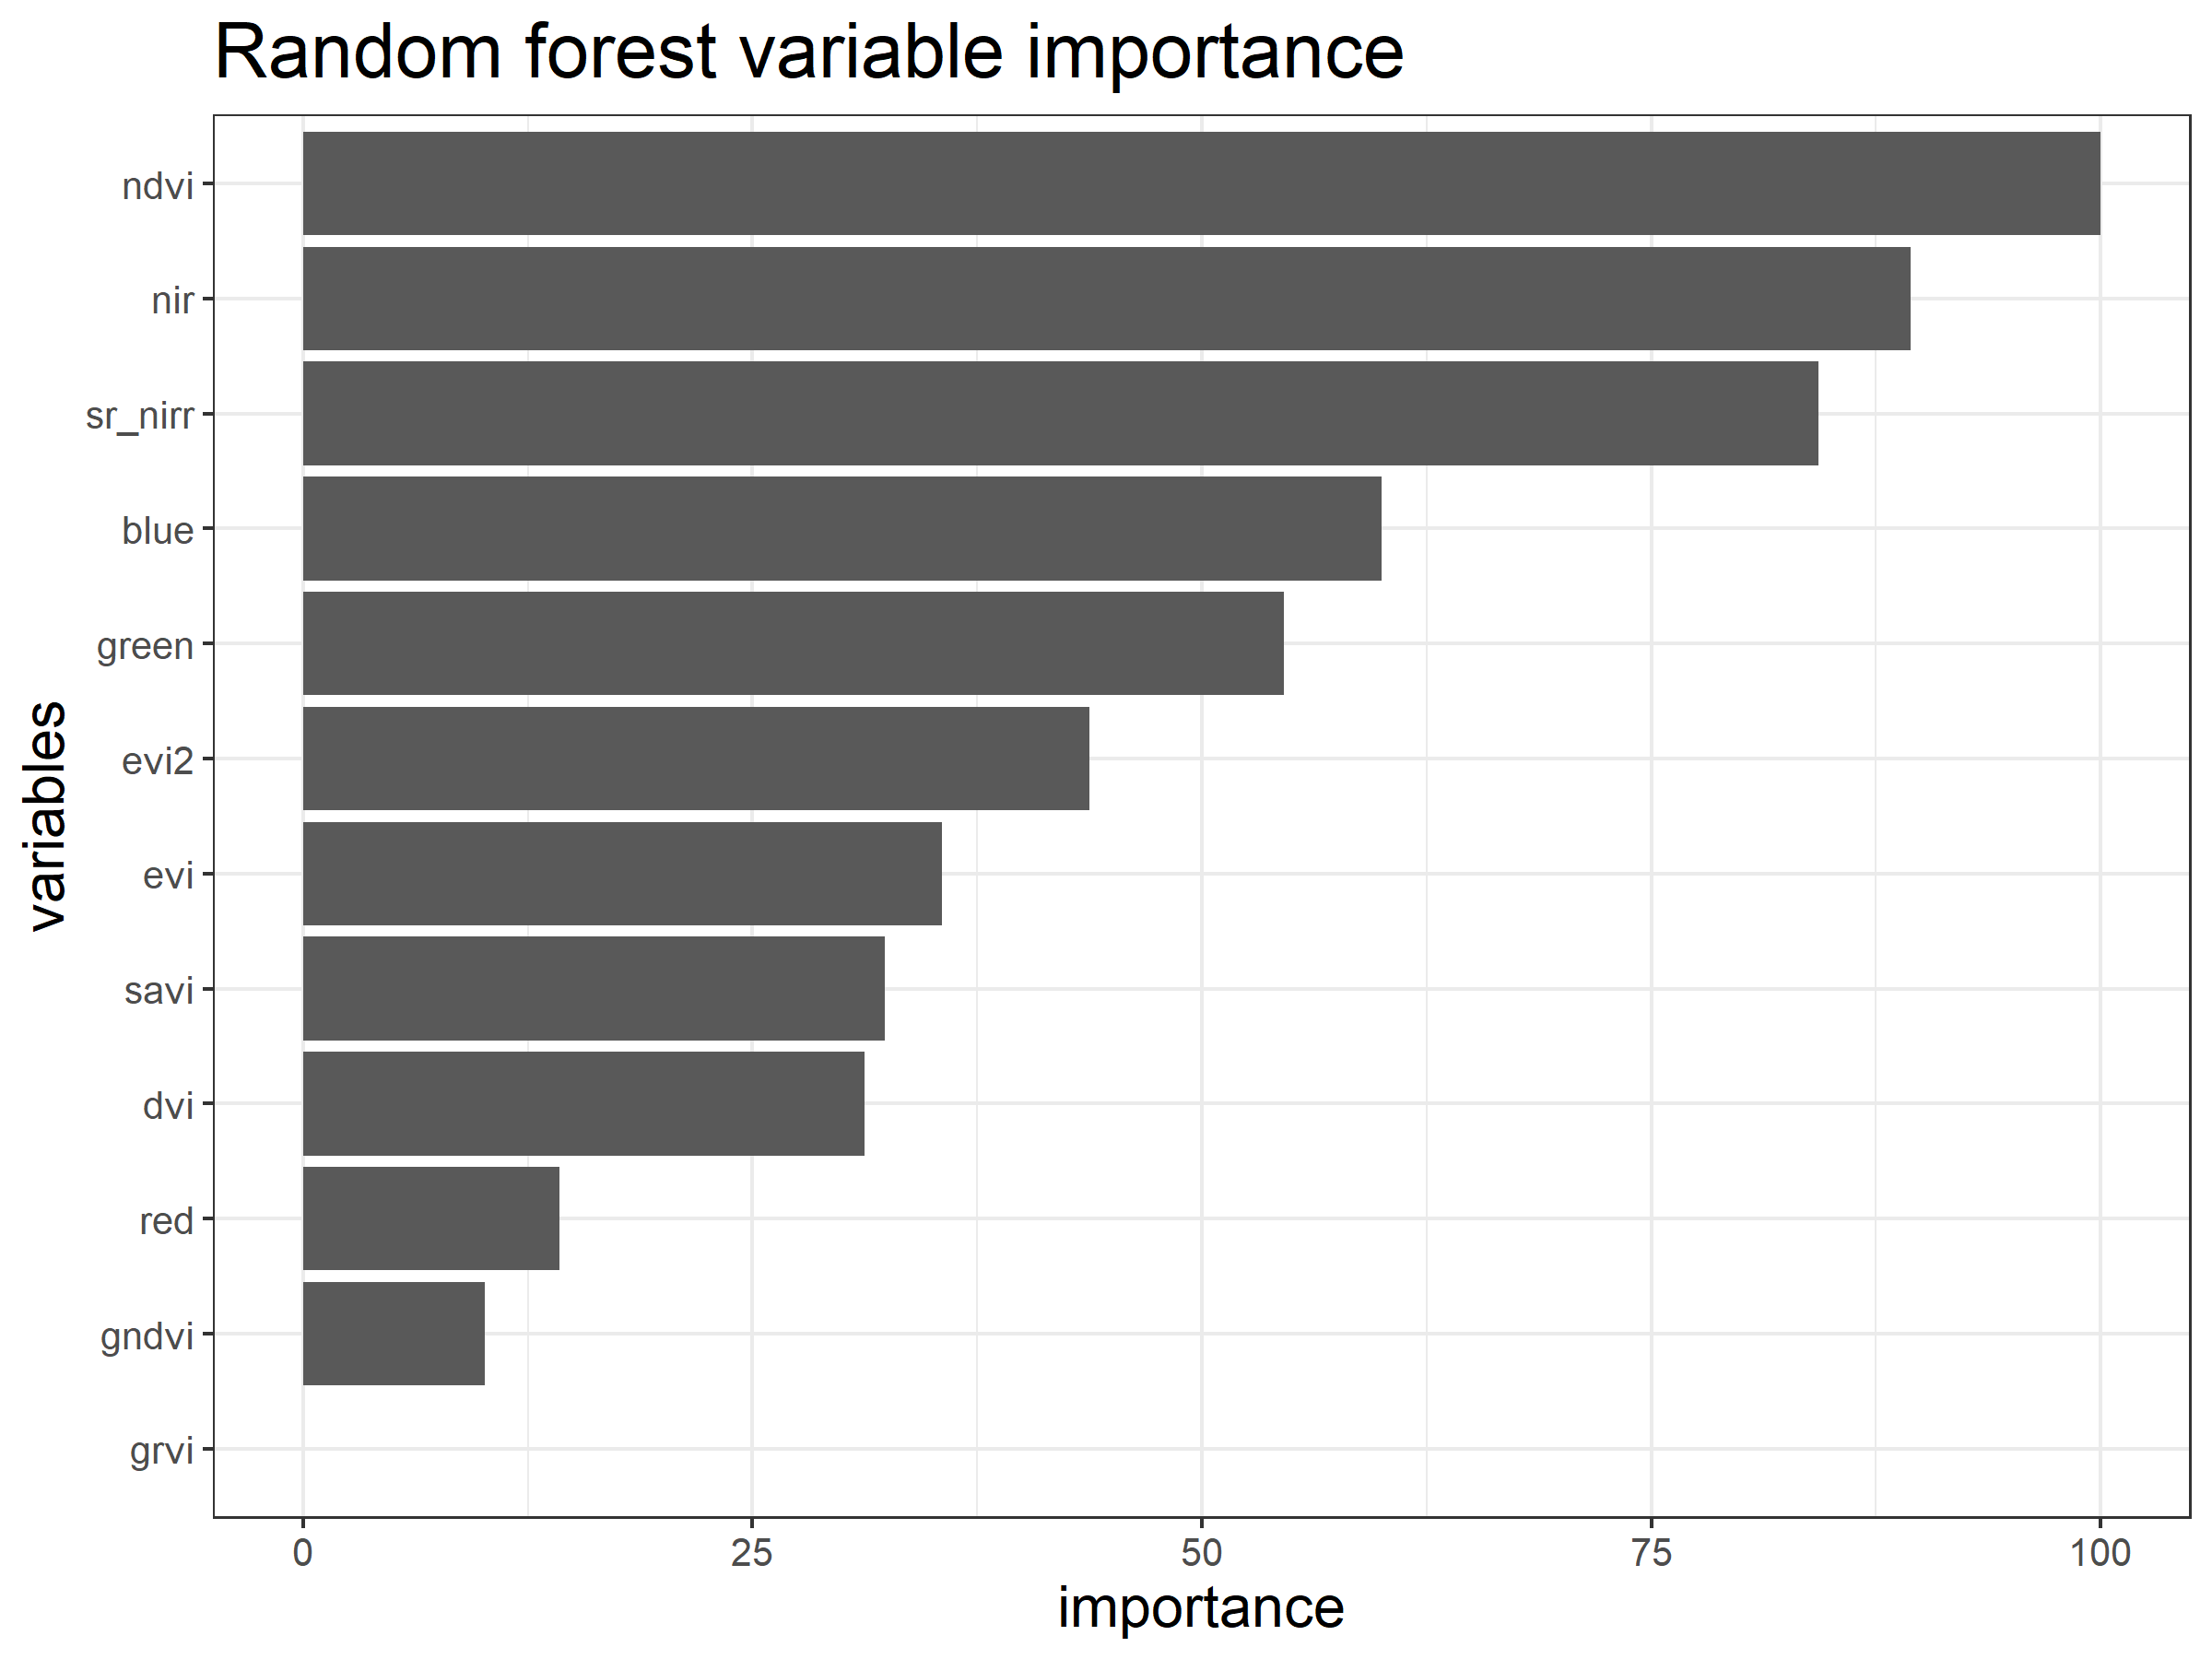 Random forest variable importance
variables
ndvi
nir
sr_nirr
blue
green
evi2
evi
savi
dvi
red
gndvi
grvi
0 25 50 75 100
importance